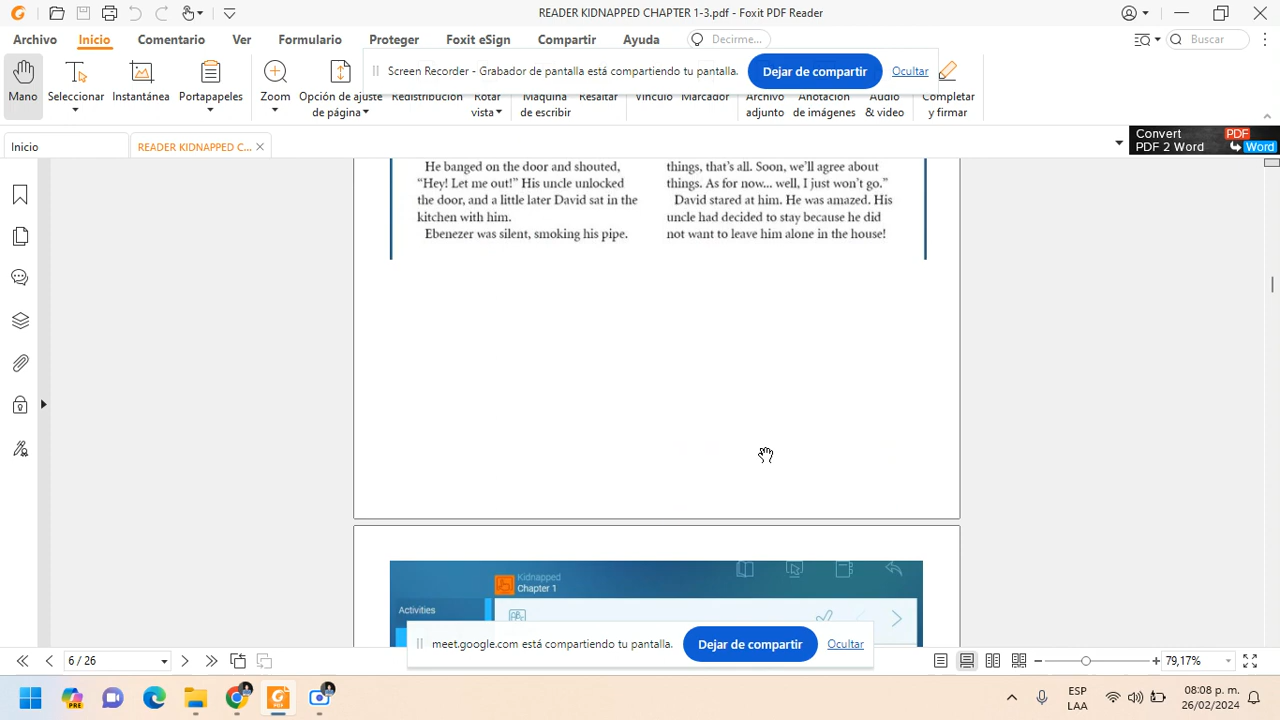 READER KIDNAPPED CHAPTER 1-3.pdf - Foxit PDF Reader
Archivo Inicio Comentario Ver Formulario Proteger Foxit eSign Compartir Ayuda Decirme... Buscar
Screen Recorder - Grabador de pantalla está compartiendo tu pantalla. Dejar de compartir Ocultar
Mano Seleccionar Instantánea Portapapeles Zoom Opción de ajuste de página Redistribución Rotar vista Máquina de escribir Resaltar Vínculo Marcador Archivo adjunto Anotación de imágenes Audio & video Completar y firmar
Inicio READER KIDNAPPED C...
Convert PDF
PDF 2 Word Word
He banged on the door and shouted,
“Hey! Let me out!” His uncle unlocked
the door, and a little later David sat in the
kitchen with him.
Ebenezer was silent, smoking his pipe.
things, that’s all. Soon, we’ll agree about
things. As for now... well, I just won’t go.”
David stared at him. He was amazed. His
uncle had decided to stay because he did
not want to leave him alone in the house!
Kidnapped
Chapter 1
Activities
meet.google.com está compartiendo tu pantalla. Dejar de compartir Ocultar
6 / 26 79,17%
PRE
PDF
ESP
LAA
08:08 p. m.
26/02/2024